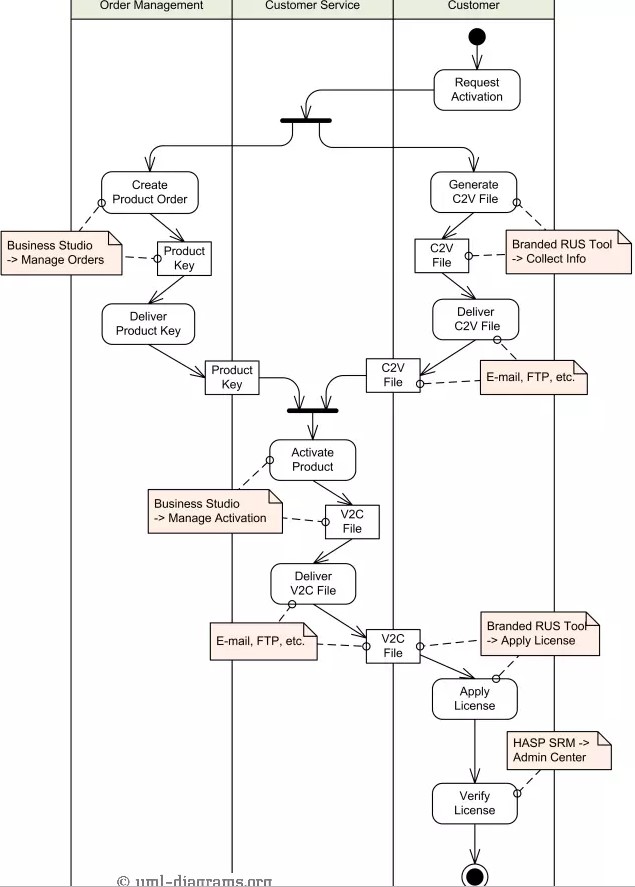 Order Management
Customer Service
Customer
Request
Activation
Create
Product Order
Generate
C2V File
Business Studio
-> Manage Orders
Product
Key
C2V
File
Branded RUS Tool
-> Collect Info
Deliver
Product Key
Deliver
C2V File
Product
Key
C2V
File
E-mail, FTP, etc.
Activate
Product
Business Studio
-> Manage Activation
V2C
File
Deliver
V2C File
E-mail, FTP, etc.
V2C
File
Branded RUS Tool
-> Apply License
Apply
License
HASP SRM ->
Admin Center
Verify
License
© uml-diagrams.org